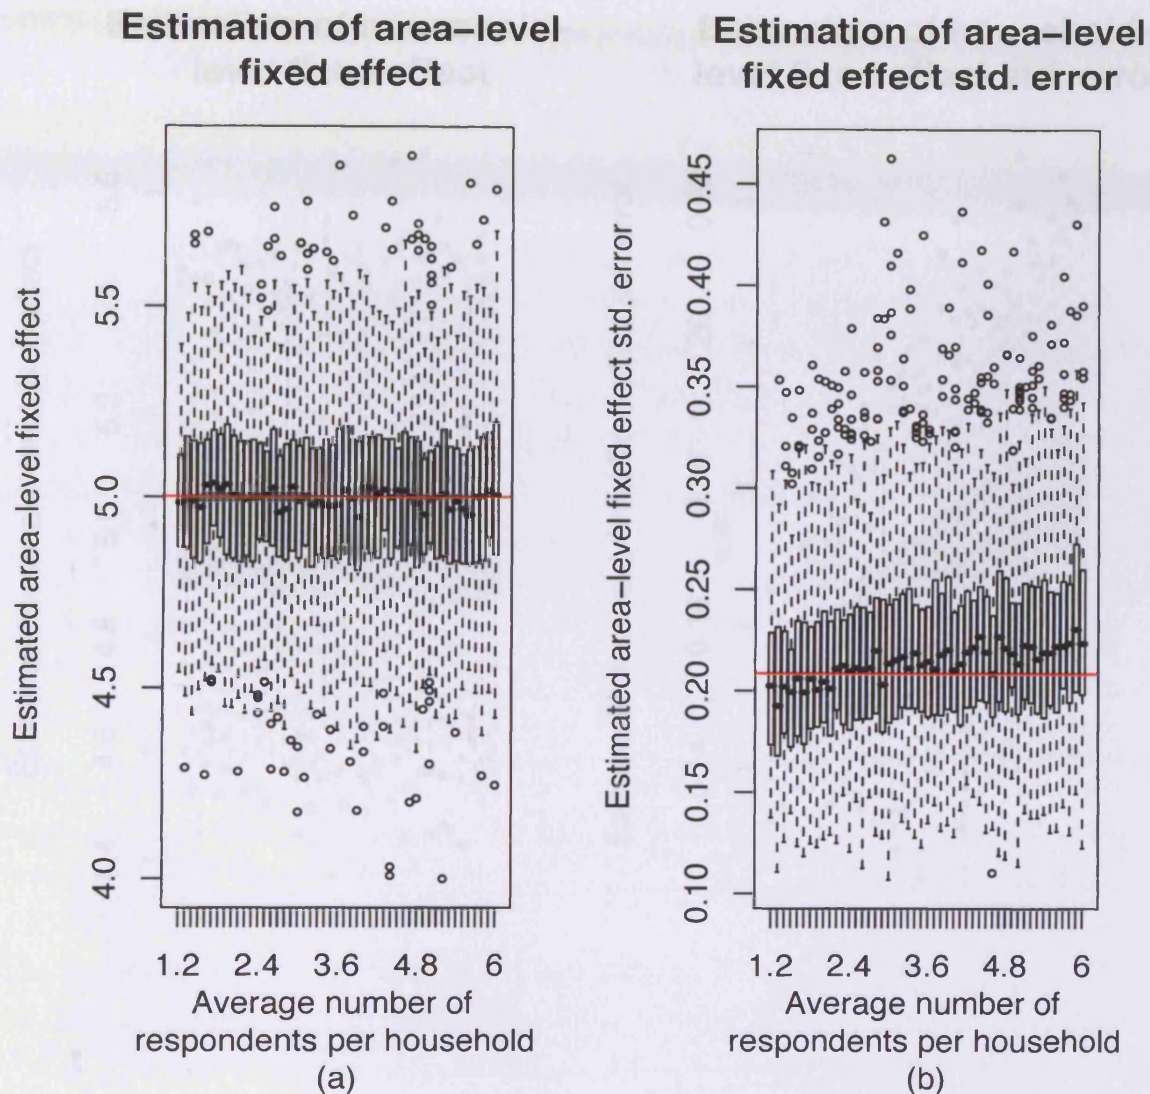 Estimation of area–level
fixed effect
Estimated area–level fixed effect
5.5
5.0
4.5
4.0
1.2 2.4 3.6 4.8 6
Average number of
respondents per household
(a)
Estimation of area–level
fixed effect std. error
Estimated area–level fixed effect std. error
0.45
0.40
0.35
0.30
0.25
0.20
0.15
0.10
1.2 2.4 3.6 4.8 6
Average number of
respondents per household
(b)